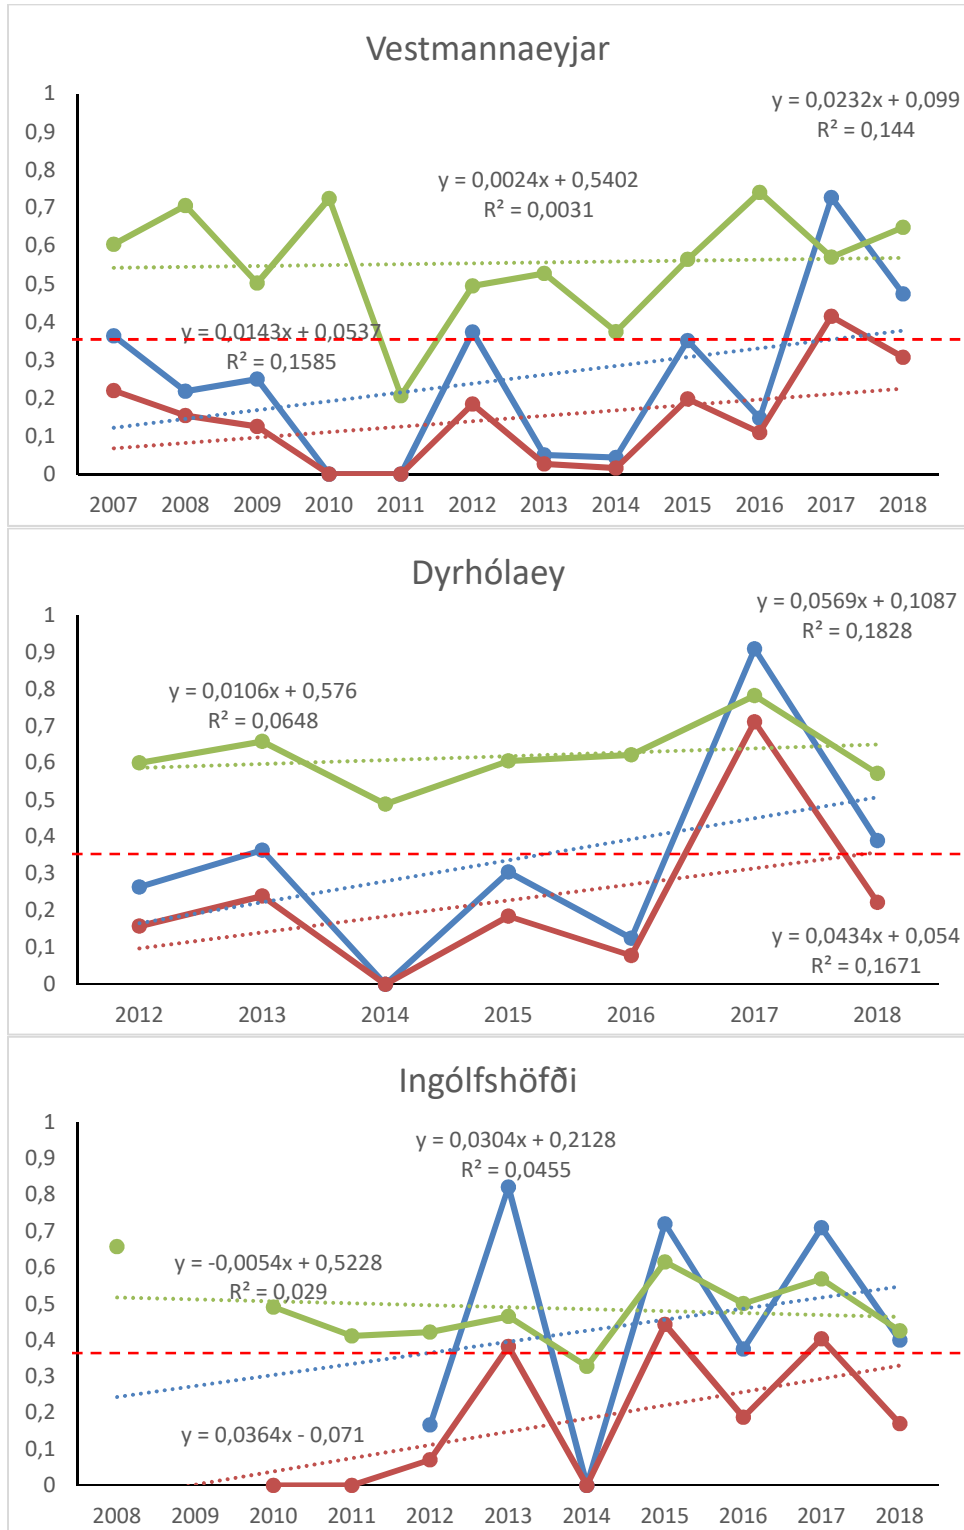 Vestmannaeyjar
1
y = 0,0232x + 0,099
R² = 0,144
0,9
0,8
y = 0,0024x + 0,5402
R² = 0,0031
0,7
0,6
0,5
0,4
y = 0,0143x + 0,0537
R² = 0,1585
0,3
0,2
0,1
0
2007 2008 2009 2010 2011 2012 2013 2014 2015 2016 2017 2018
Dyrhólaey
1
y = 0,0569x + 0,1087
R² = 0,1828
0,9
0,8
y = 0,0106x + 0,576
R² = 0,0648
0,7
0,6
0,5
0,4
0,3
0,2
0,1
y = 0,0434x + 0,054
R² = 0,1671
0
2012 2013 2014 2015 2016 2017 2018
Ingólfshöfði
1
y = 0,0304x + 0,2128
R² = 0,0455
0,9
0,8
0,7
0,6
y = -0,0054x + 0,5228
R² = 0,029
0,5
0,4
0,3
0,2
y = 0,0364x - 0,071
0,1
0
2008 2009 2010 2011 2012 2013 2014 2015 2016 2017 2018